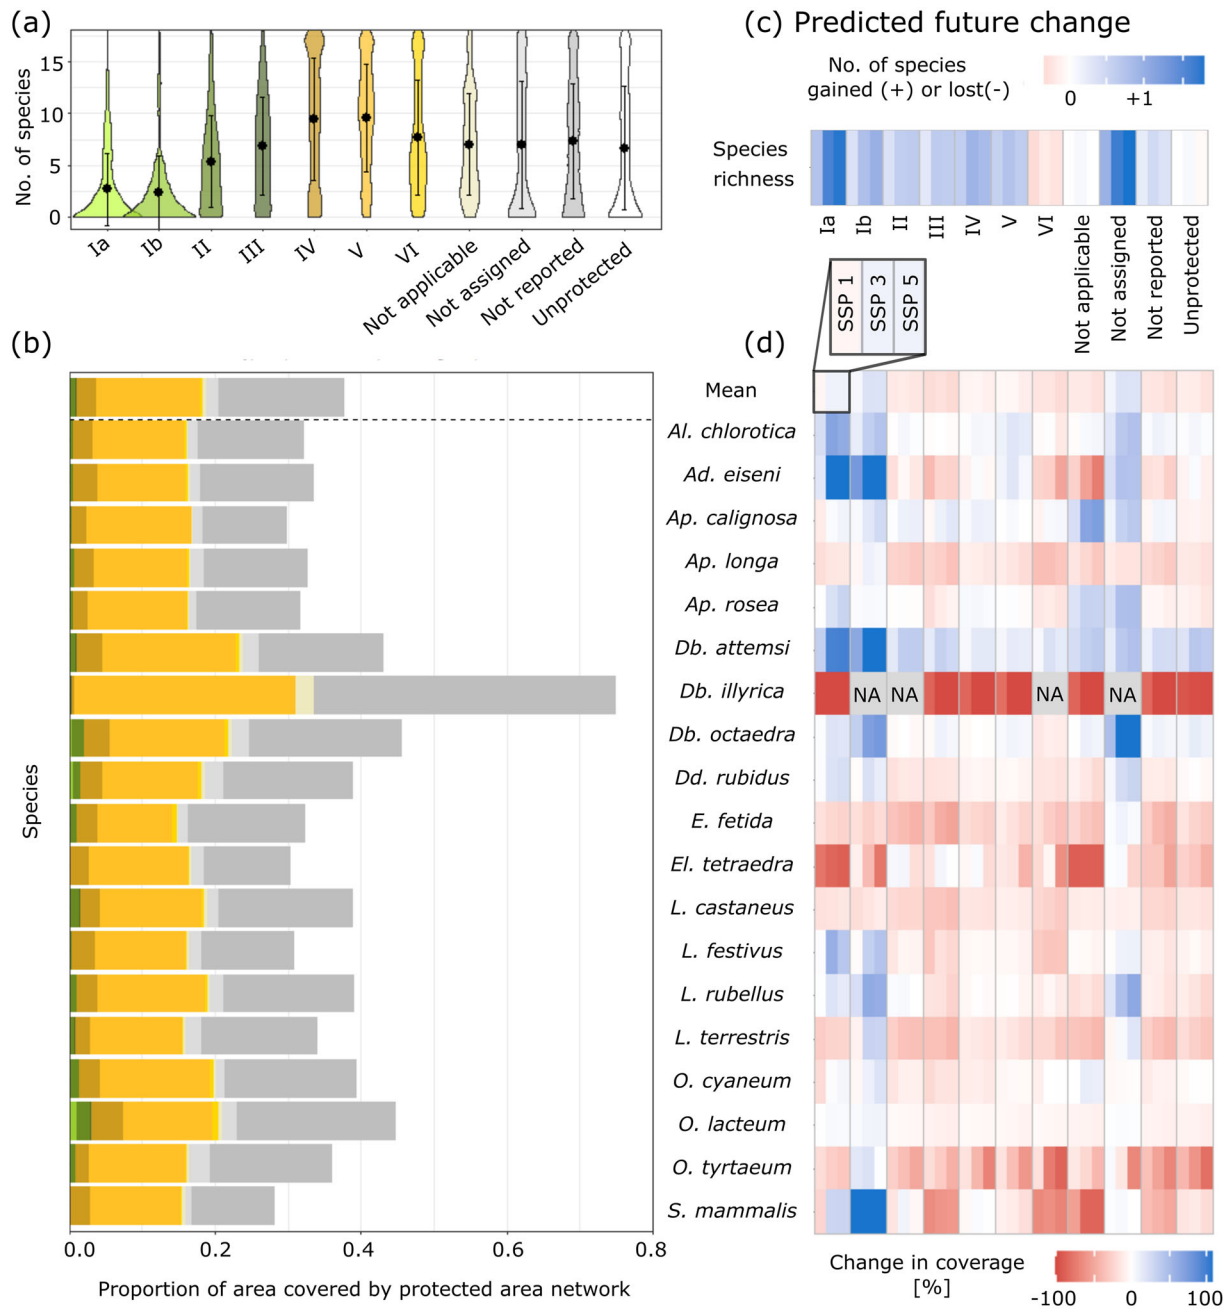 (a)
No. of species
15
10
5
0
Ia
Ib
II
III
IV
V
VI
Not applicable
Not assigned
Not reported
Unprotected
(c) Predicted future change
No. of species
gained (+) or lost(-)
0
+1
Species
richness
Ia
Ib
II
III
IV
V
VI
Not applicable
Not assigned
Not reported
Unprotected
SSP 1
SSP 3
SSP 5
(b)
Species
0.0
0.2
0.4
0.6
0.8
Proportion of area covered by protected area network
(d)
Mean
Al. chlorotica
Ad. eiseni
Ap. calignosa
Ap. longa
Ap. rosea
Db. attemsi
Db. illyrica
NA
NA
NA
NA
Db. octaedra
Dd. rubidus
E. fetida
El. tetraedra
L. castaneus
L. festivus
L. rubellus
L. terrestris
O. cyaneum
O. lacteum
O. tyrtaeum
S. mammalis
Change in coverage
[%]
-100
0
100